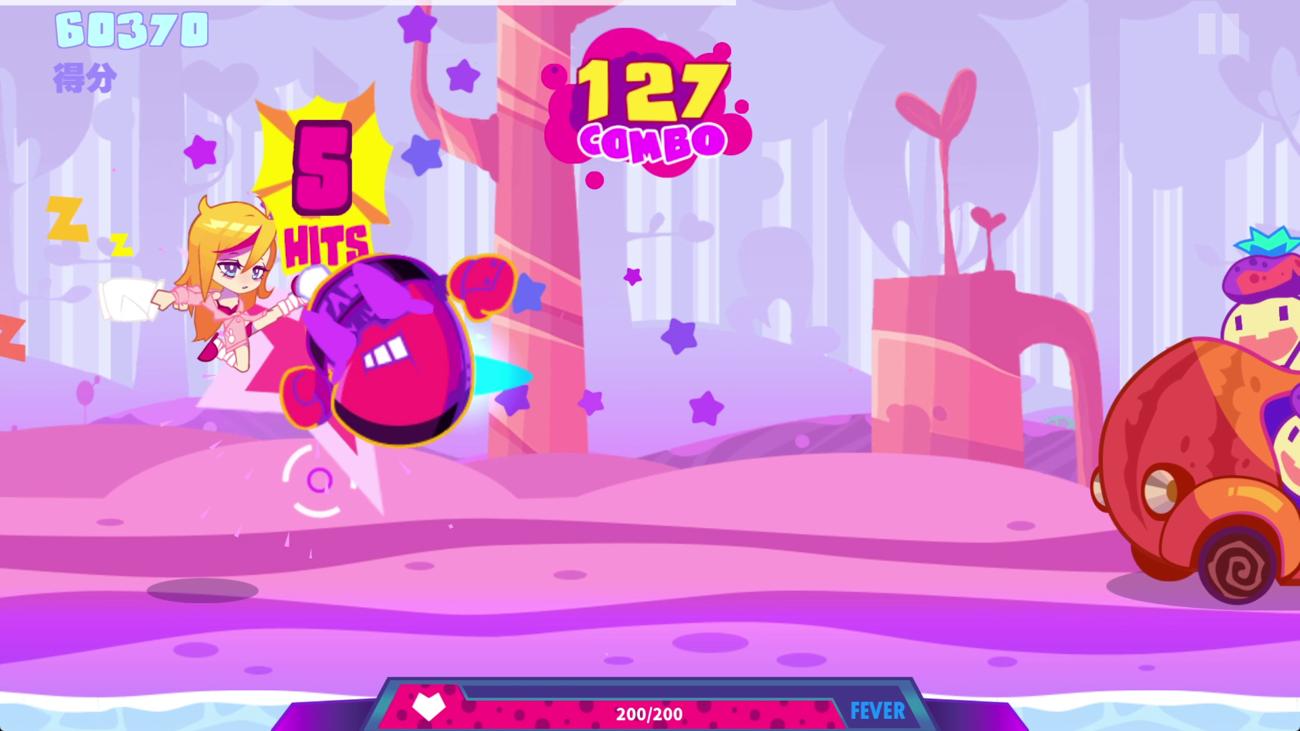 60370
得分
127
COMBO
5
HITS
Z
Z
Z
200/200
FEVER